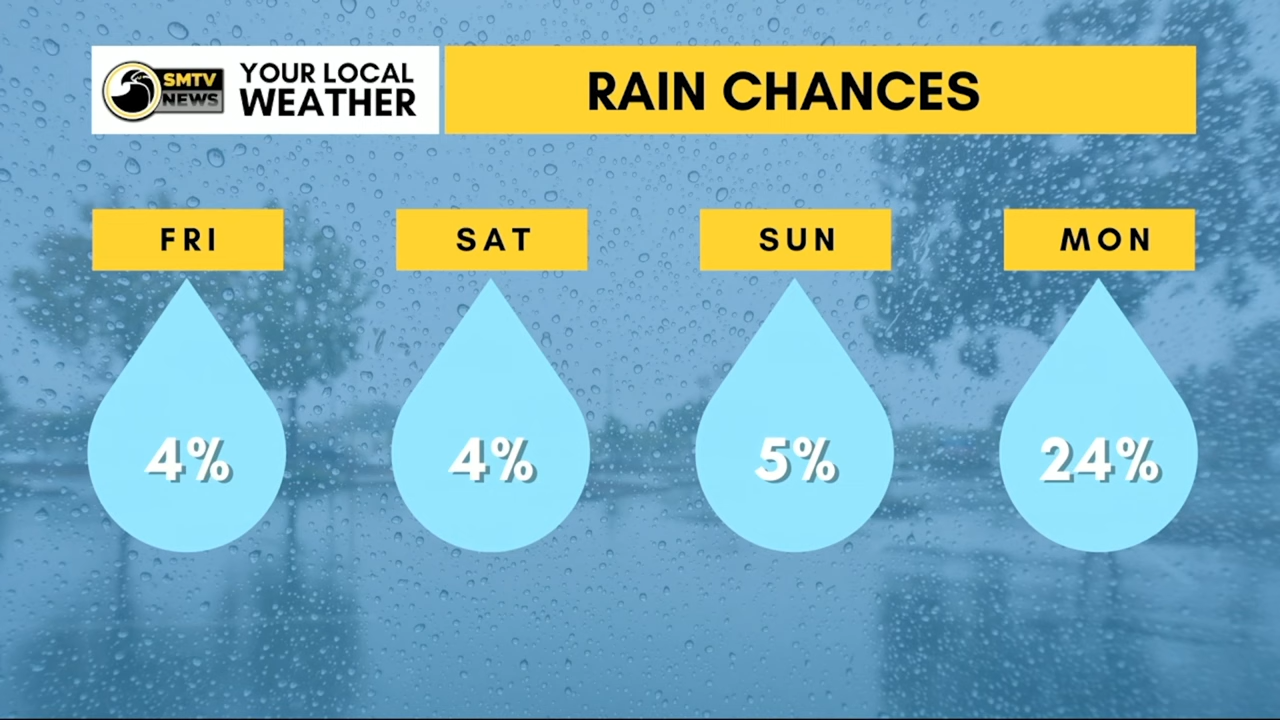 SMTV
NEWS
YOUR LOCAL
WEATHER
RAIN CHANCES
FRI
SAT
SUN
MON
4%
4%
5%
24%